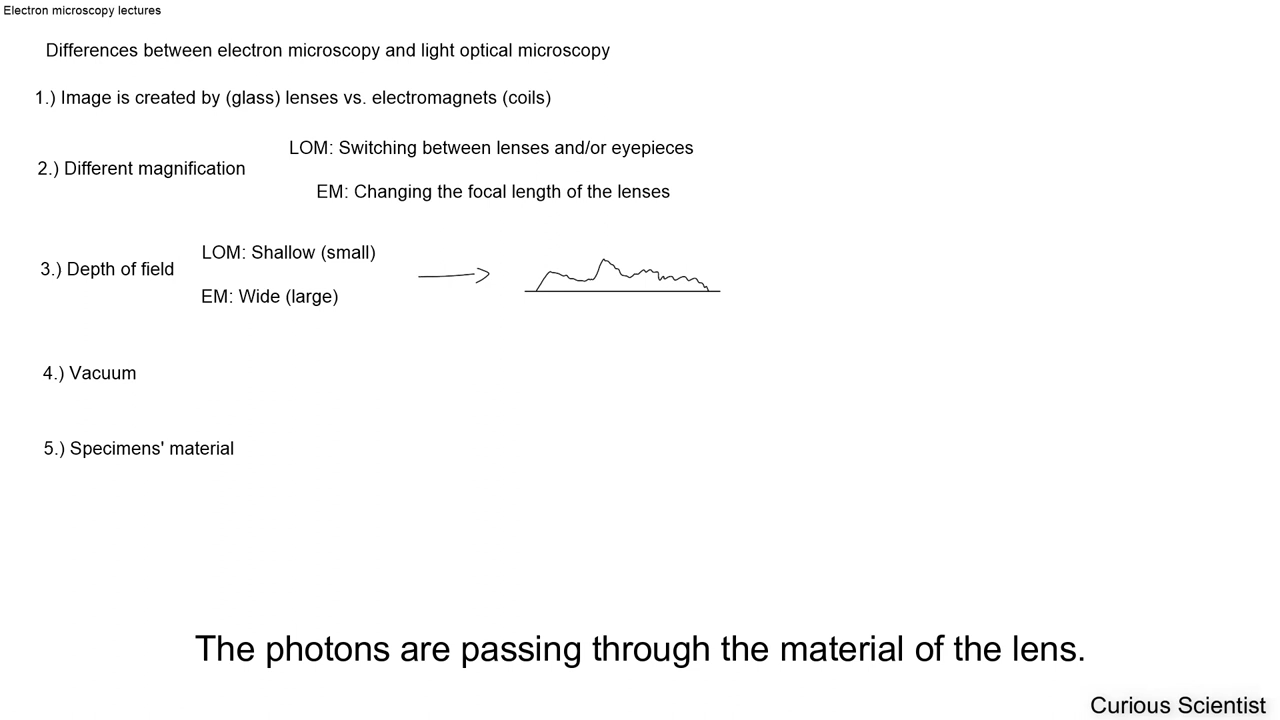 Electron microscopy lectures
Differences between electron microscopy and light optical microscopy
1.) Image is created by (glass) lenses vs. electromagnets (coils)
2.) Different magnification
LOM: Switching between lenses and/or eyepieces
EM: Changing the focal length of the lenses
3.) Depth of field
LOM: Shallow (small)
EM: Wide (large)
4.) Vacuum
5.) Specimens' material
The photons are passing through the material of the lens.
Curious Scientist